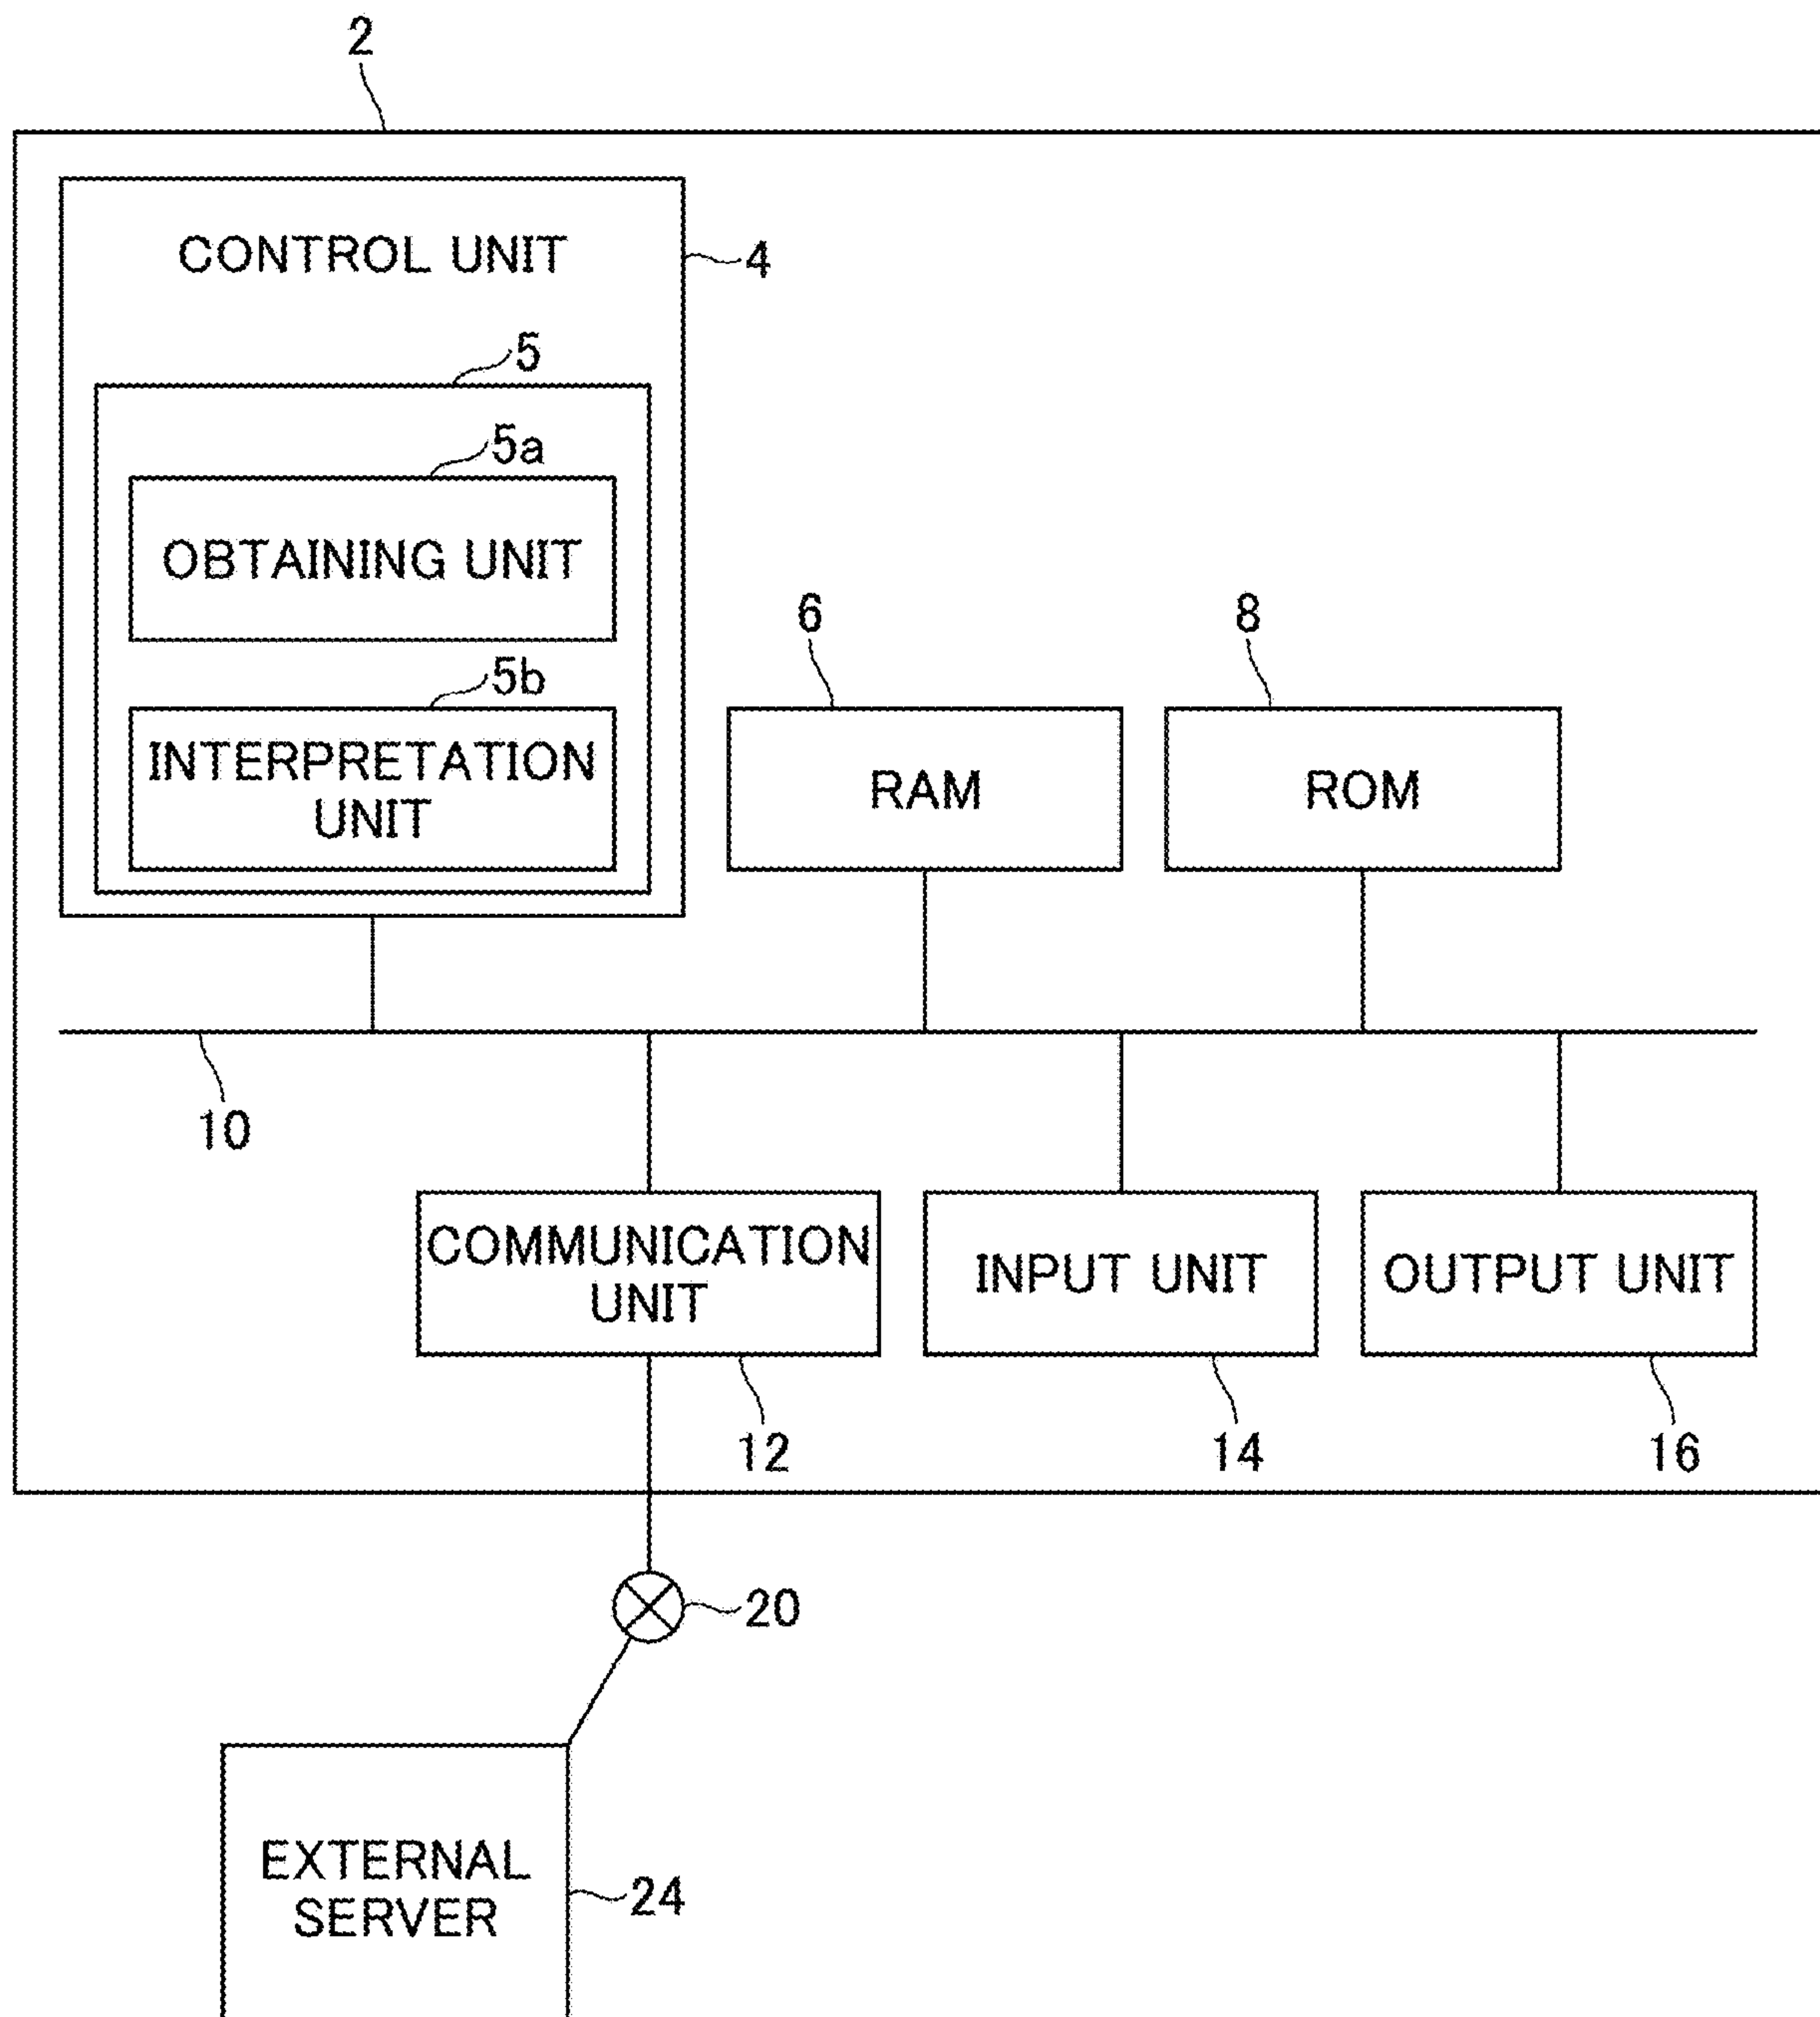 2
CONTROL UNIT
4
5
5a
OBTAINING UNIT
5b
INTERPRETATION
UNIT
6
RAM
8
ROM
10
COMMUNICATION
UNIT
12
INPUT UNIT
14
OUTPUT UNIT
16
20
EXTERNAL
SERVER
24